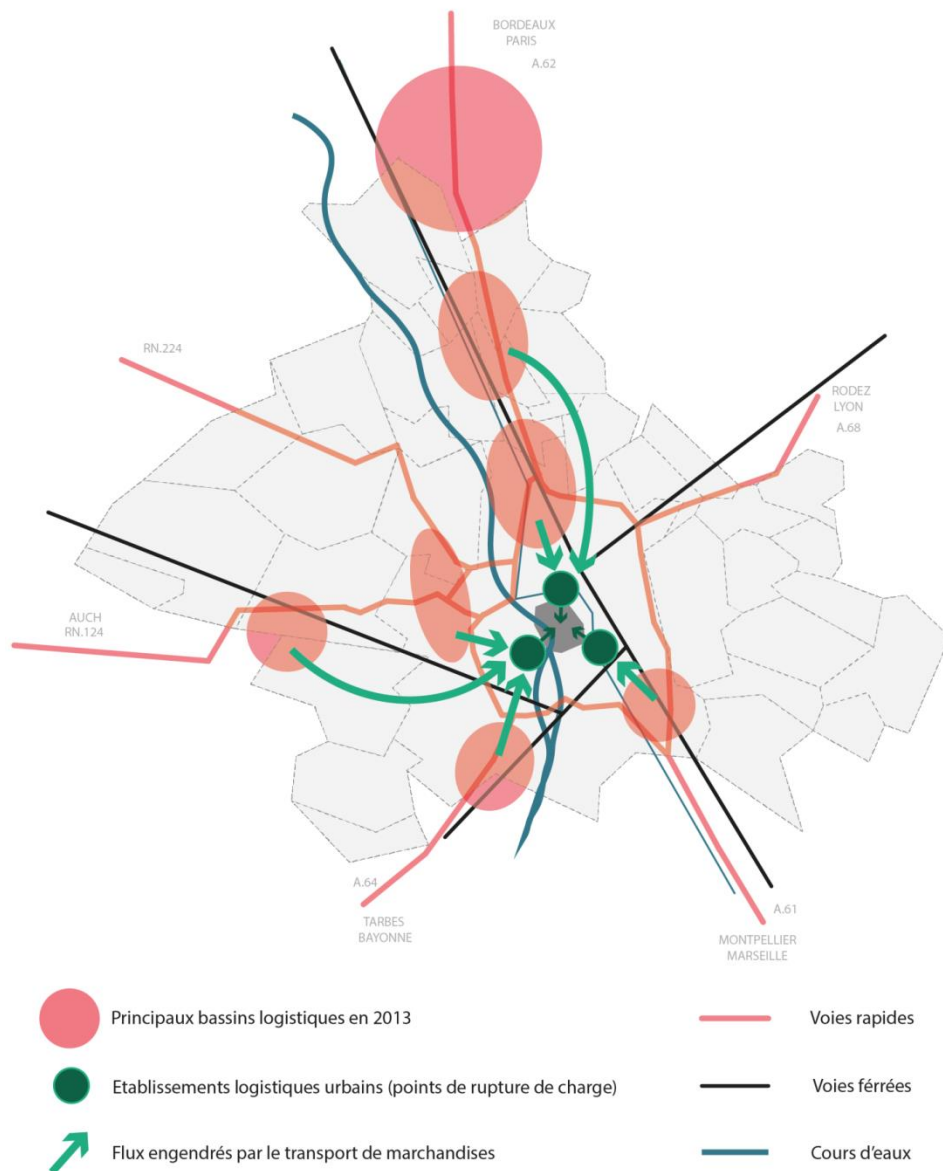 BORDEAUX
PARIS
A.62
RN.224
RODEZ
LYON
A.68
AUCH
RN.124
A.64
TARBES
BAYONNE
A.61
MONTPELLIER
MARSEILLE
Principaux bassins logistiques en 2013
Voies rapides
Etablissements logistiques urbains (points de rupture de charge)
Voies férrées
Flux engendrés par le transport de marchandises
Cours d'eaux